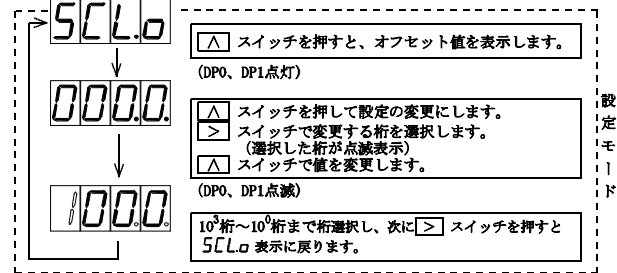 SCL.o
∧ スイッチを押すと、オフセット値を表示します。
(DP0、DP1点灯)
000.0.
∧ スイッチを押して設定の変更にします。
> スイッチで変更する桁を選択します。
(選択した桁が点滅表示)
∧ スイッチで値を変更します。
(DP0、DP1点滅)
100.0.
10³桁~10⁰桁まで桁選択し、次に > スイッチを押すと
SCL.o 表示に戻ります。
設定モード